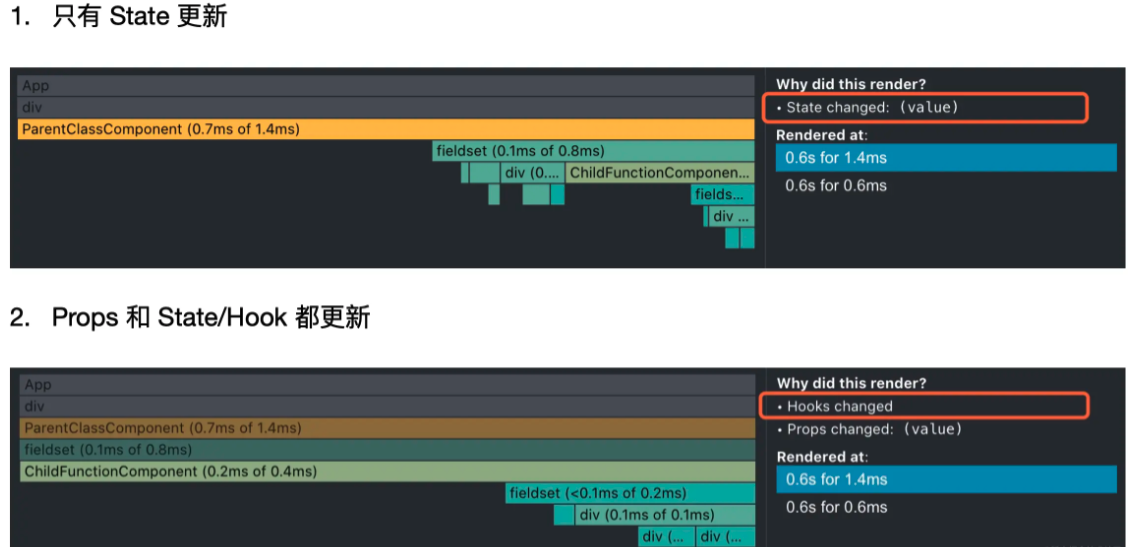 1. 只有 State 更新
App
div
ParentClassComponent (0.7ms of 1.4ms)
fieldset (0.1ms of 0.8ms)
div (0.... ChildFunctionComponen...
fields...
div ...
Why did this render?
• State changed: (value)
Rendered at:
0.6s for 1.4ms
0.6s for 0.6ms
2. Props 和 State/Hook 都更新
App
div
ParentClassComponent (0.7ms of 1.4ms)
fieldset (0.1ms of 0.8ms)
ChildFunctionComponent (0.2ms of 0.4ms)
fieldset (<0.1ms of 0.2ms)
div (0.1ms of 0.1ms)
div (... div (...
Why did this render?
• Hooks changed
• Props changed: (value)
Rendered at:
0.6s for 1.4ms
0.6s for 0.6ms